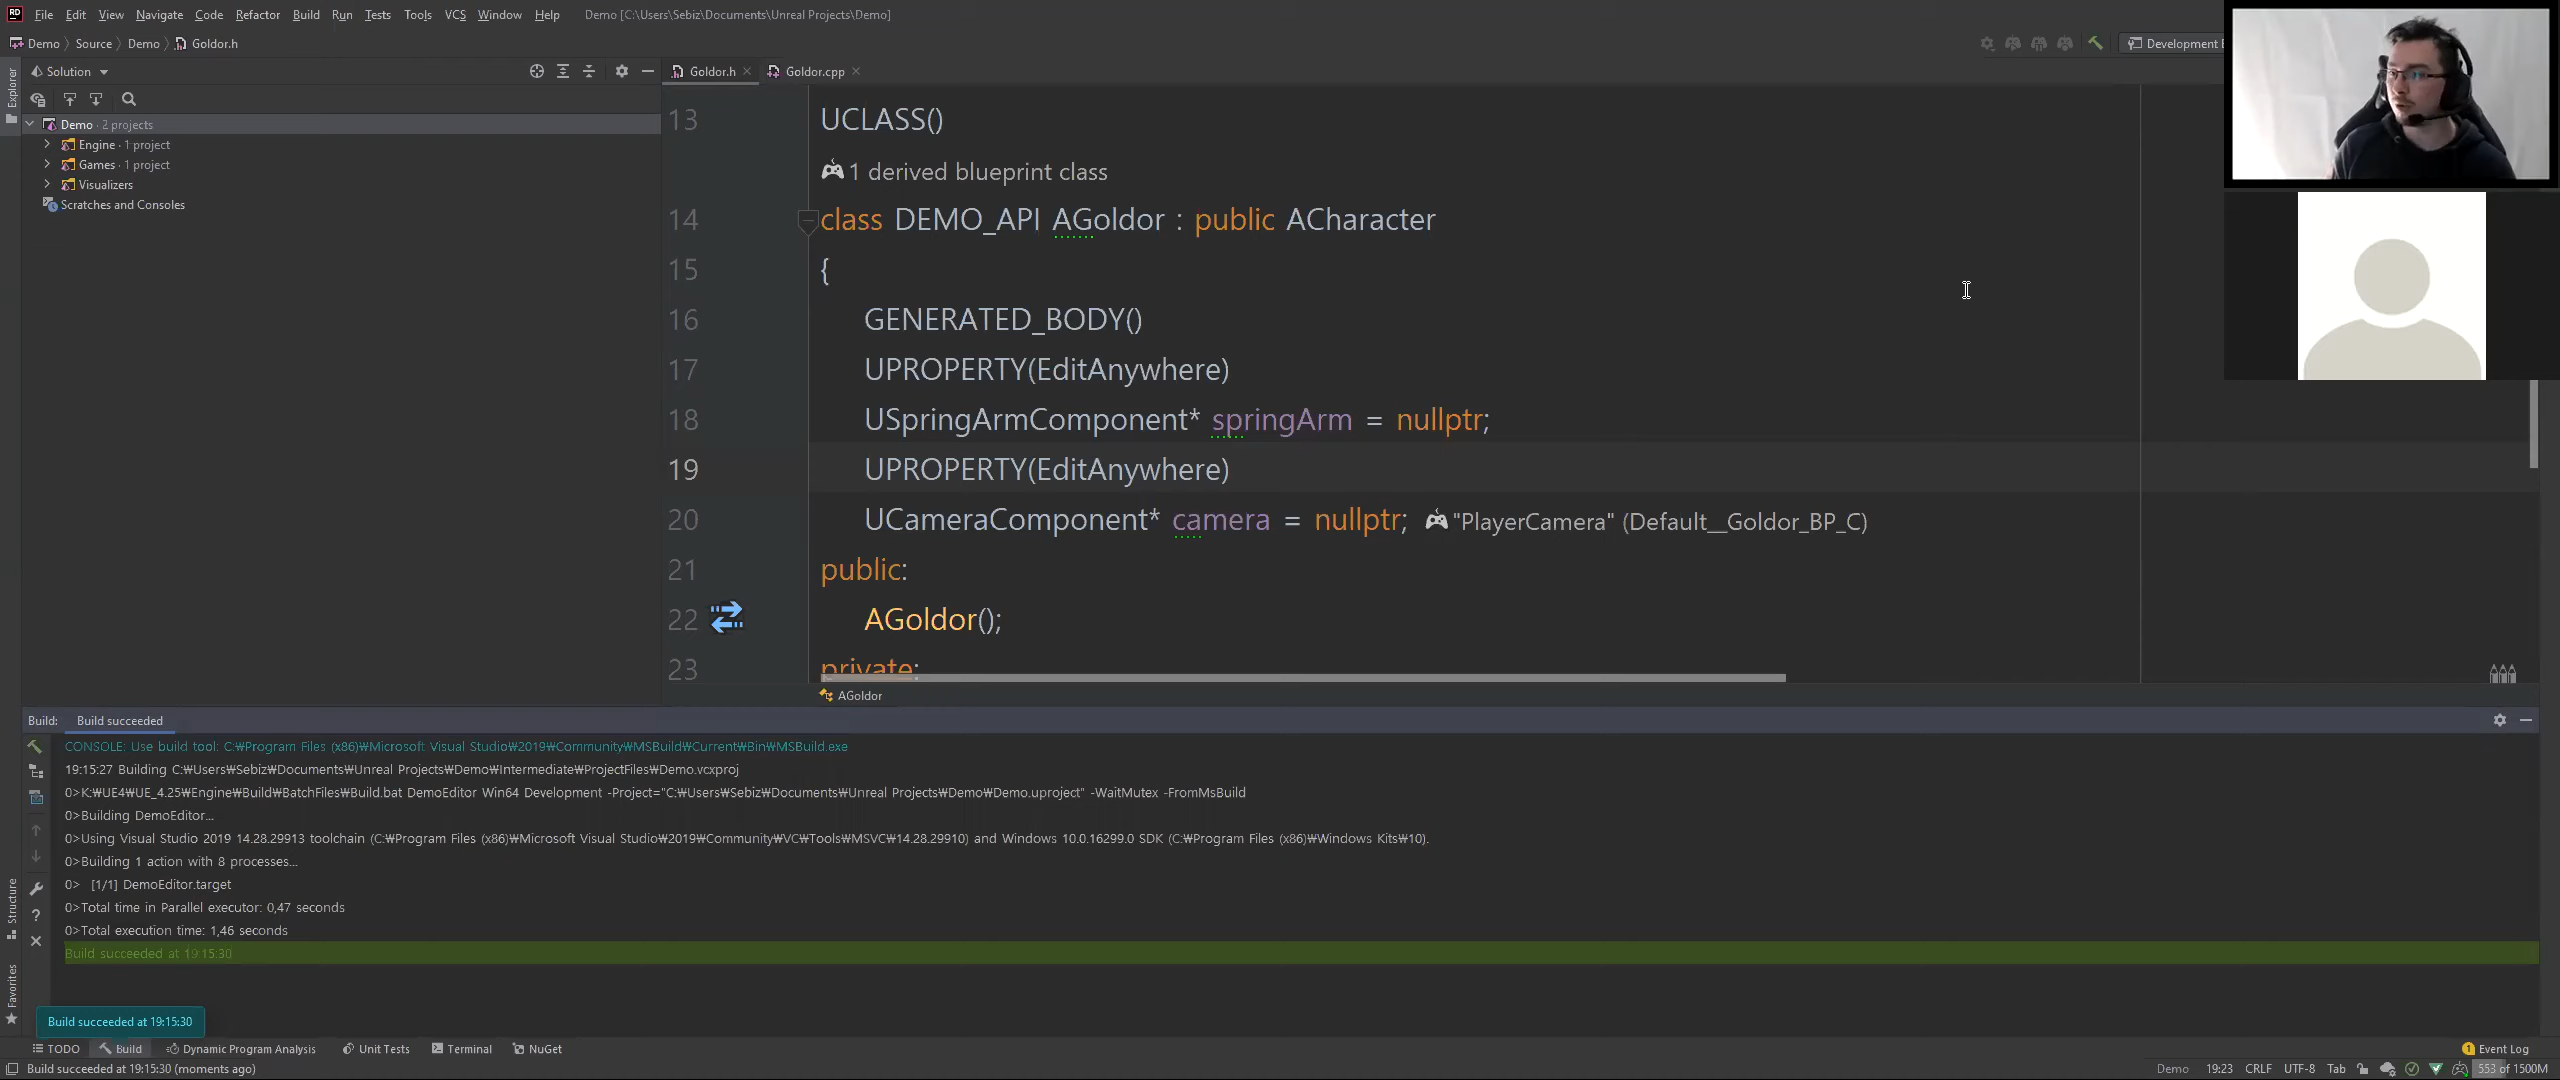 RD File Edit View Navigate Code Refactor Build Run Tests Tools VCS Window Help Demo [C:\Users\Sebiz\Documents\Unreal Projects\Demo]
Demo Source Demo Goldor.h
Development
Explorer
Solution
Goldor.h Goldor.cpp
Demo · 2 projects
Engine · 1 project
Games · 1 project
Visualizers
Scratches and Consoles
13 UCLASS()
1 derived blueprint class
14 class DEMO_API AGoldor : public ACharacter
15 {
16 GENERATED_BODY()
17 UPROPERTY(EditAnywhere)
18 USpringArmComponent* springArm = nullptr;
19 UPROPERTY(EditAnywhere)
20 UCameraComponent* camera = nullptr; "PlayerCamera" (Default__Goldor_BP_C)
21 public:
22 AGoldor();
23 private:
AGoldor
Build: Build succeeded
CONSOLE: Use build tool: C:₩Program Files (x86)₩Microsoft Visual Studio₩2019₩Community₩MSBuild₩Current₩Bin₩MSBuild.exe
19:15:27 Building C:₩Users₩Sebiz₩Documents₩Unreal Projects₩Demo₩Intermediate₩ProjectFiles₩Demo.vcxproj
0>K:₩UE4₩UE_4.25₩Engine₩Build₩BatchFiles₩Build.bat DemoEditor Win64 Development -Project="C:₩Users₩Sebiz₩Documents₩Unreal Projects₩Demo₩Demo.uproject" -WaitMutex -FromMsBuild
0>Building DemoEditor...
0>Using Visual Studio 2019 14.28.29913 toolchain (C:₩Program Files (x86)₩Microsoft Visual Studio₩2019₩Community₩VC₩Tools₩MSVC₩14.28.29910) and Windows 10.0.16299.0 SDK (C:₩Program Files (x86)₩Windows Kits₩10).
0>Building 1 action with 8 processes...
0> [1/1] DemoEditor.target
0>Total time in Parallel executor: 0,47 seconds
0>Total execution time: 1,46 seconds
Build succeeded at 19:15:30
Structure
Favorites
Build succeeded at 19:15:30
TODO Build Dynamic Program Analysis Unit Tests Terminal NuGet
1 Event Log
Build succeeded at 19:15:30 (moments ago)
Demo 19:23 CRLF UTF-8 Tab 553 of 1500M